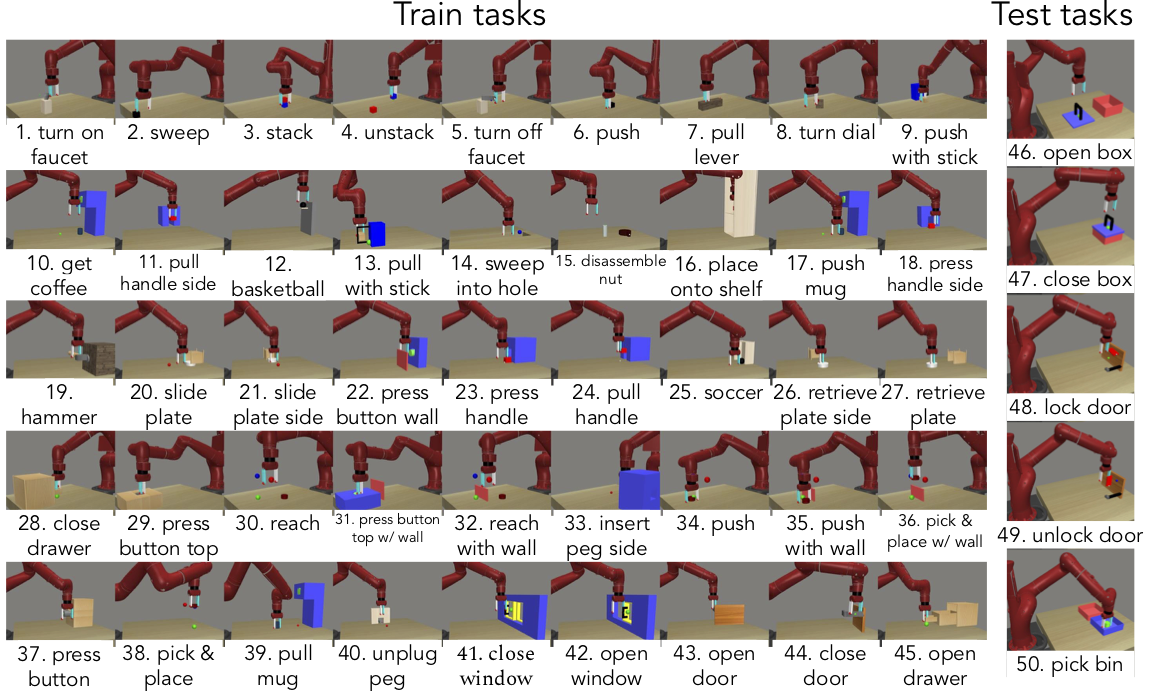 Train tasks
Test tasks
1. turn on
faucet
2. sweep
3. stack
4. unstack
5. turn off
faucet
6. push
7. pull
lever
8. turn dial
9. push
with stick
46. open box
10. get
coffee
11. pull
handle side
12.
basketball
13. pull
with stick
14. sweep
into hole
15. disassemble
nut
16. place
onto shelf
17. push
mug
18. press
handle side
47. close box
19.
hammer
20. slide
plate
21. slide
plate side
22. press
button wall
23. press
handle
24. pull
handle
25. soccer
26. retrieve
plate side
27. retrieve
plate
48. lock door
28. close
drawer
29. press
button top
30. reach
31. press button
top w/ wall
32. reach
with wall
33. insert
peg side
34. push
35. push
with wall
36. pick &
place w/ wall
49. unlock door
37. press
button
38. pick &
place
39. pull
mug
40. unplug
peg
41. close
window
42. open
window
43. open
door
44. close
door
45. open
drawer
50. pick bin